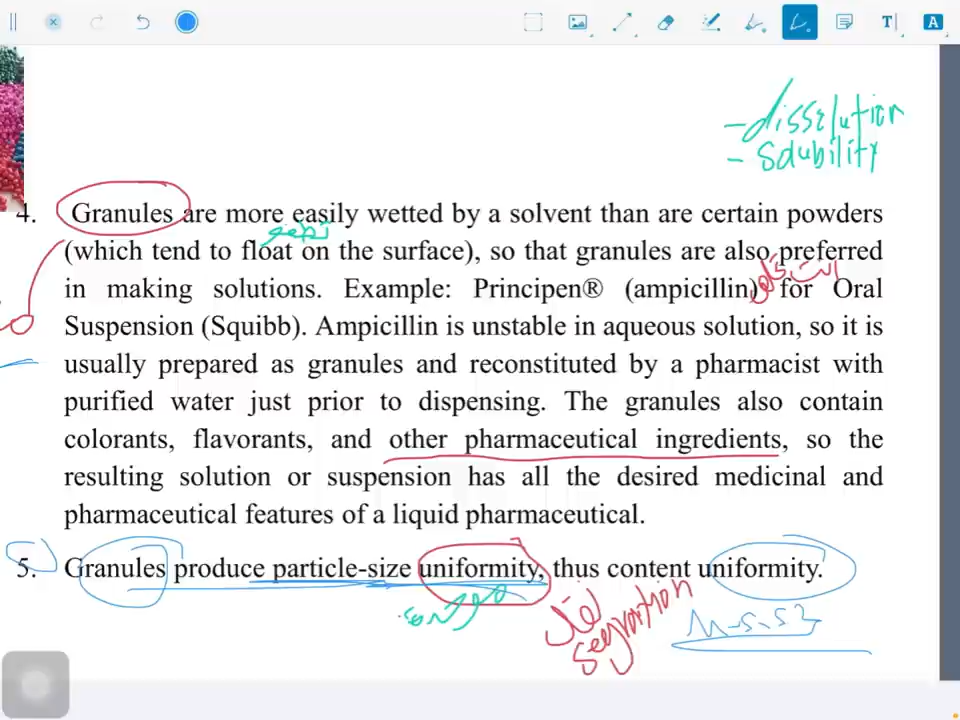 -dissolution
- solubility
4. Granules are more easily wetted by a solvent than are certain powders
(which tend to float on the surface), so that granules are also preferred
in making solutions. Example: Principen® (ampicillin) for Oral
Suspension (Squibb). Ampicillin is unstable in aqueous solution, so it is
usually prepared as granules and reconstituted by a pharmacist with
purified water just prior to dispensing. The granules also contain
colorants, flavorants, and other pharmaceutical ingredients, so the
resulting solution or suspension has all the desired medicinal and
pharmaceutical features of a liquid pharmaceutical.
5. Granules produce particle-size uniformity, thus content uniformity.